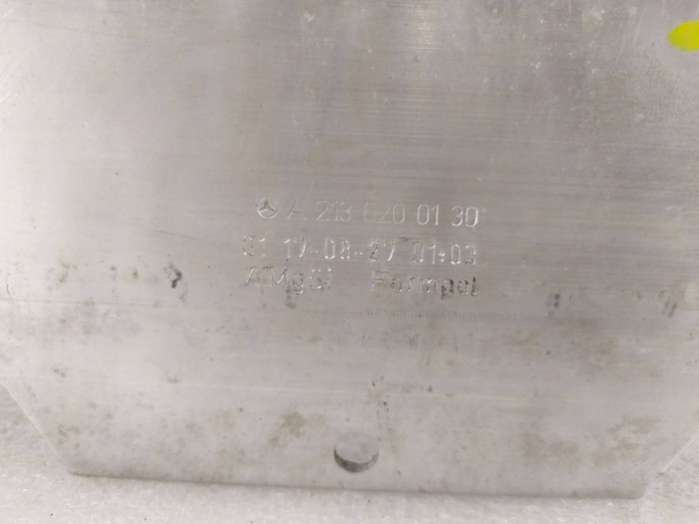 A 213 620 01 30
01 17-08-27 01:03
AlMgSi Formpol